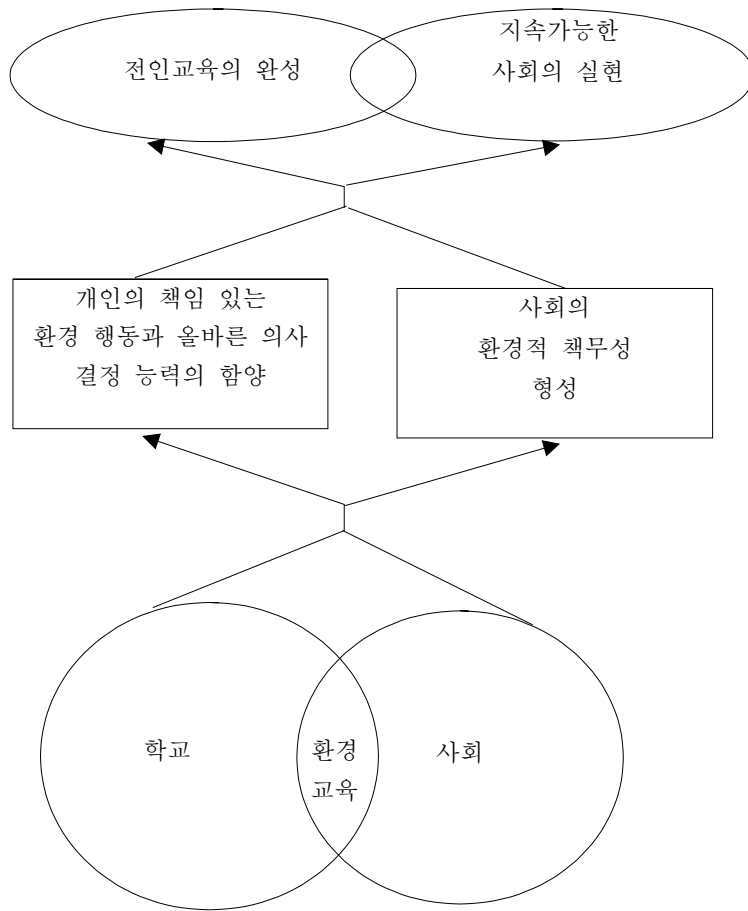 전인교육의 완성
지속가능한
사회의 실현
개인의 책임 있는
환경 행동과 올바른 의사
결정 능력의 함양
사회의
환경적 책무성
형성
학교
환경
교육
사회